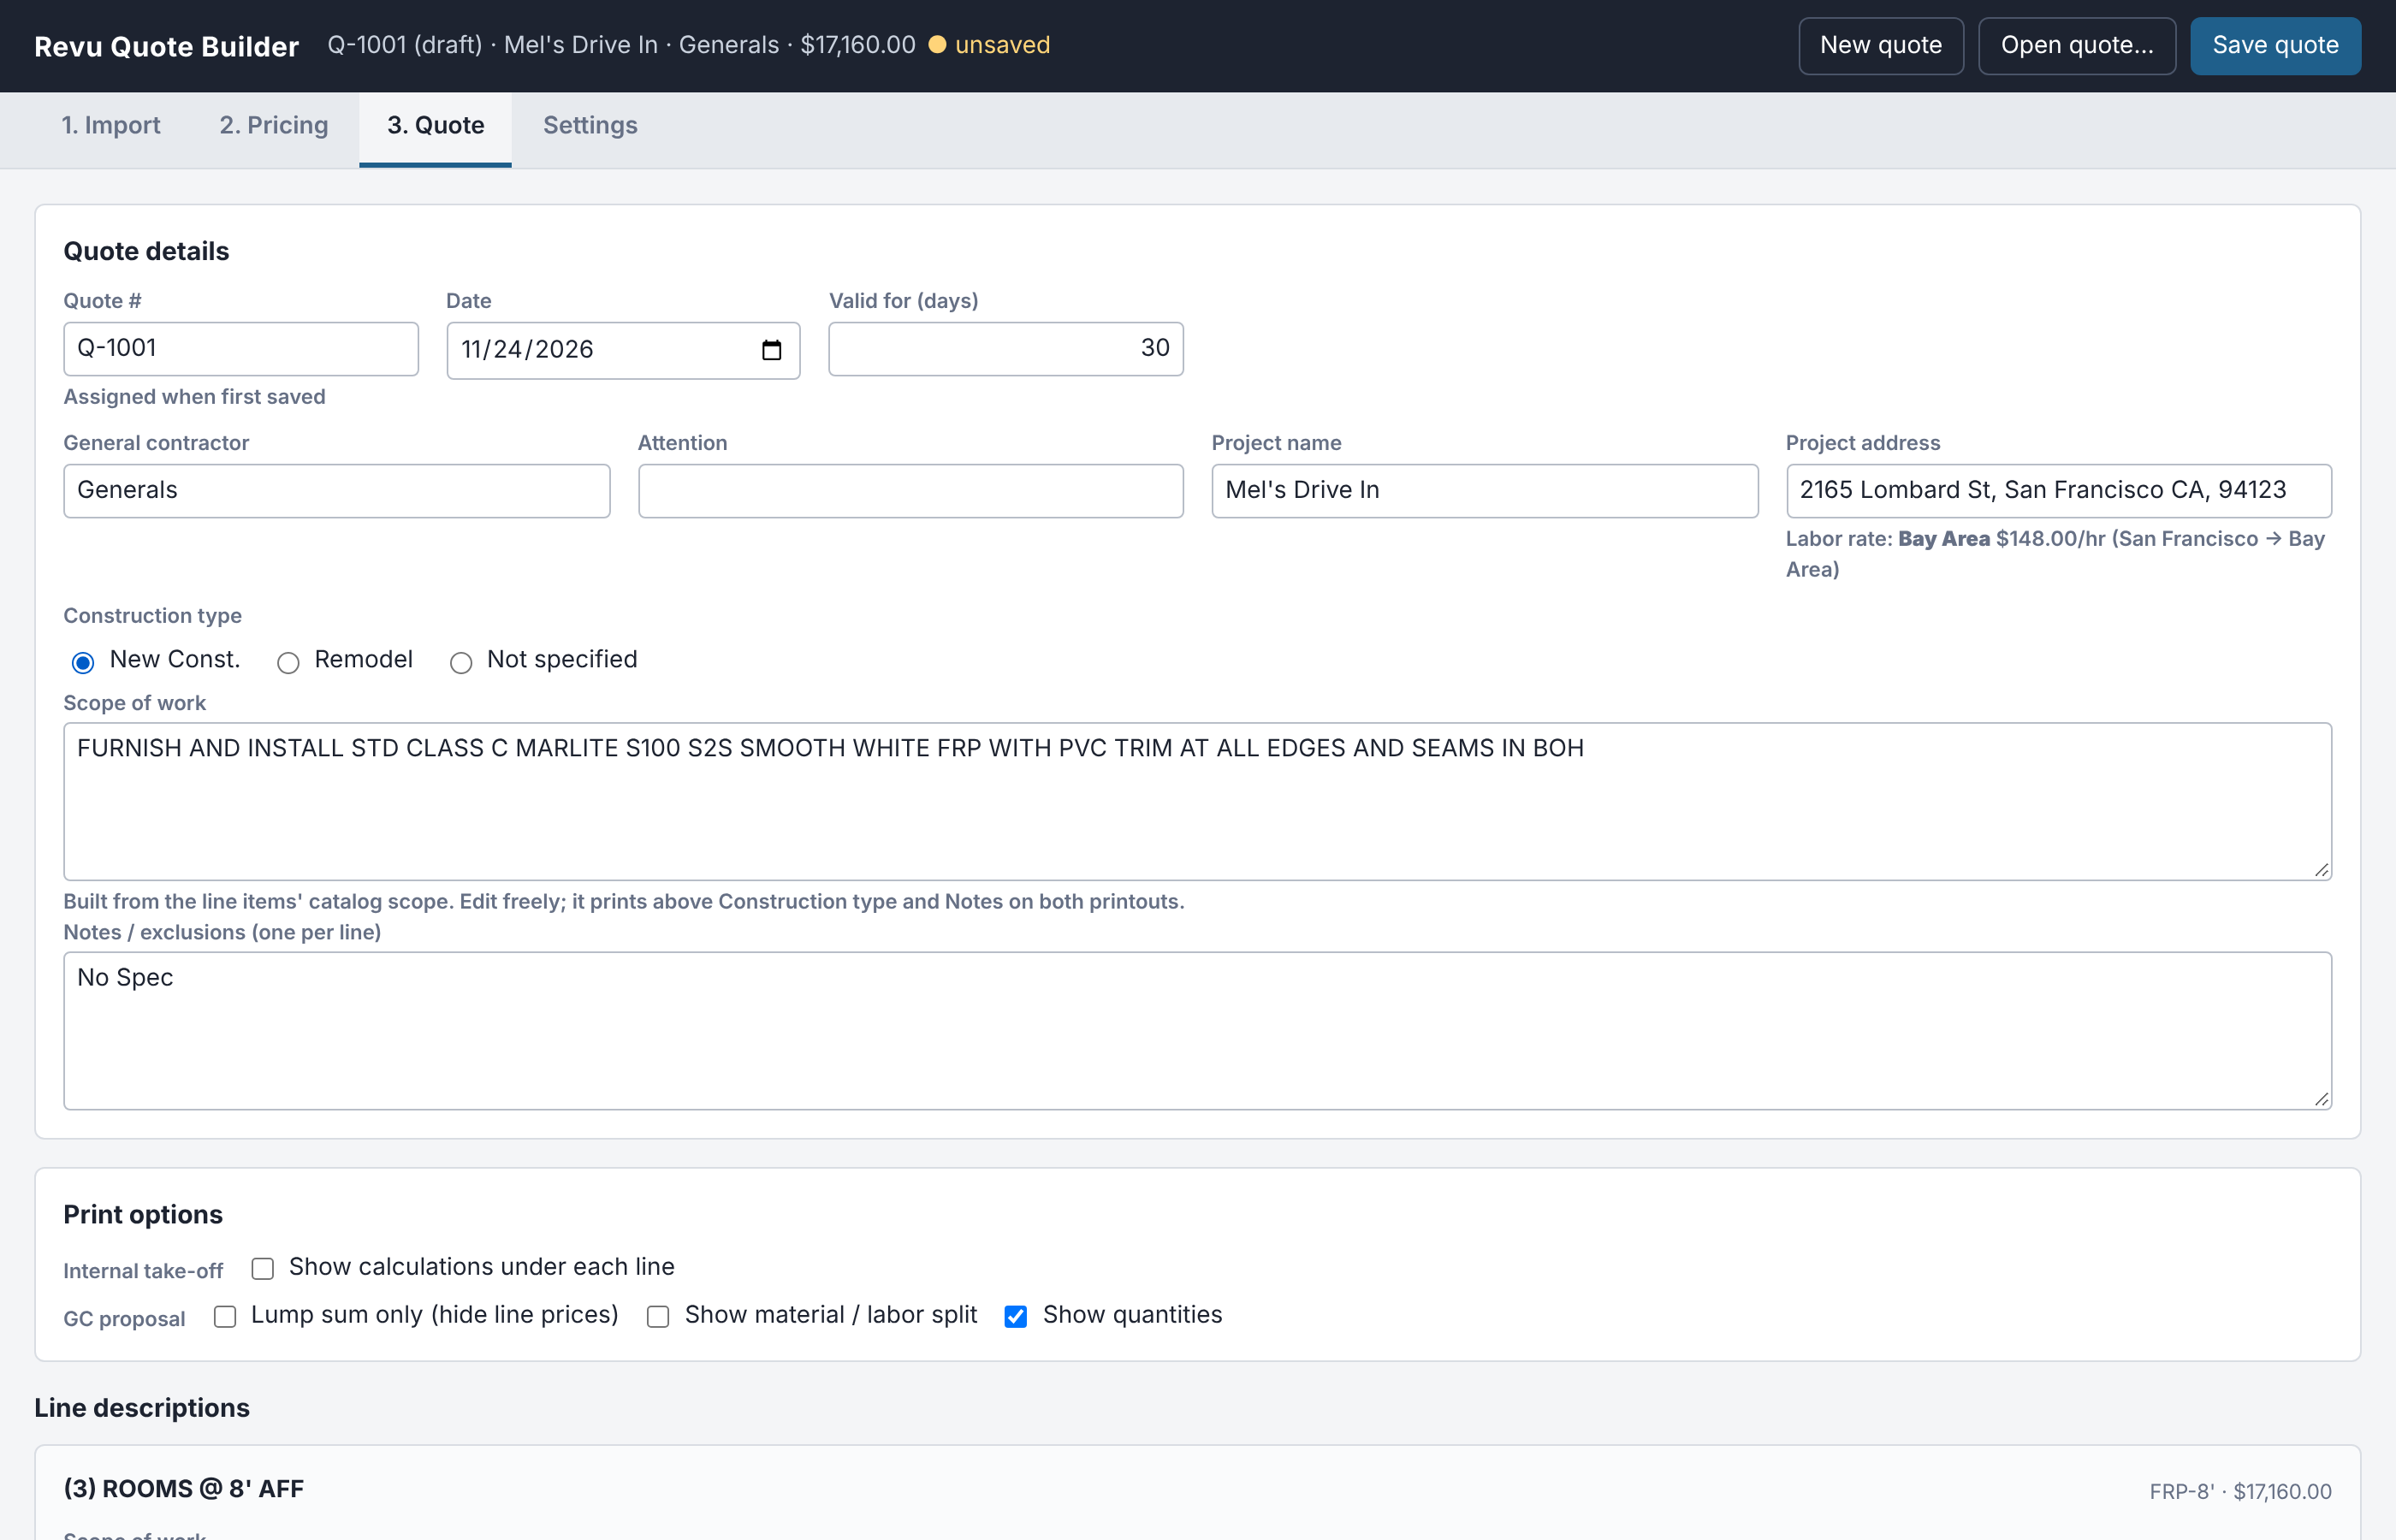 Revu Quote Builder Q-1001 (draft) · Mel's Drive In · Generals · $17,160.00 unsaved New quote Open quote... Save quote
1. Import 2. Pricing 3. Quote Settings
Quote details
Quote # Date Valid for (days)
Q-1001 11/24/2026 30
Assigned when first saved
General contractor Attention Project name Project address
Generals Mel's Drive In 2165 Lombard St, San Francisco CA, 94123
Labor rate: Bay Area $148.00/hr (San Francisco → Bay
Area)
Construction type
New Const. Remodel Not specified
Scope of work
FURNISH AND INSTALL STD CLASS C MARLITE S100 S2S SMOOTH WHITE FRP WITH PVC TRIM AT ALL EDGES AND SEAMS IN BOH
Built from the line items' catalog scope. Edit freely; it prints above Construction type and Notes on both printouts.
Notes / exclusions (one per line)
No Spec
Print options
Internal take-off Show calculations under each line
GC proposal Lump sum only (hide line prices) Show material / labor split Show quantities
Line descriptions
(3) ROOMS @ 8' AFF FRP-8' · $17,160.00
Scope of work